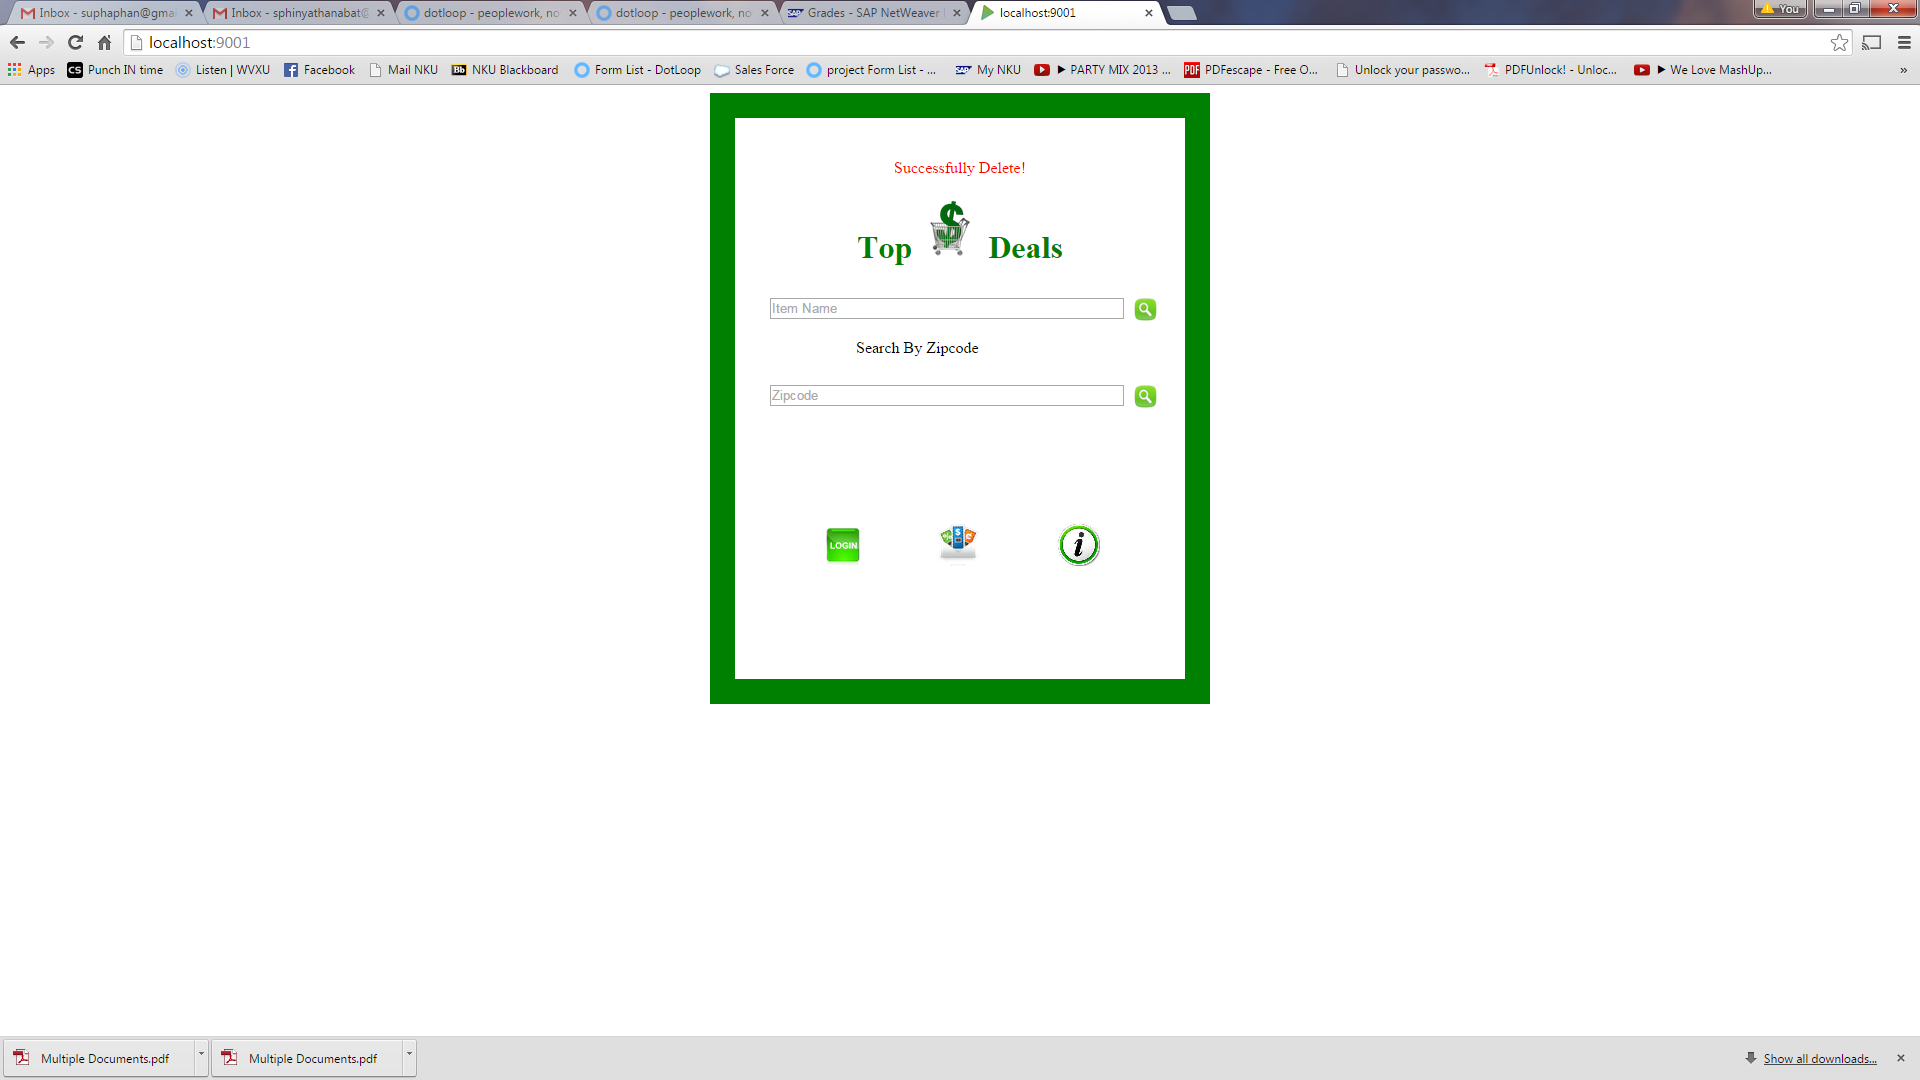 Inbox - suphaphan@gmai
Inbox - sphinyathanabat@
dotloop - peoplework, no
dotloop - peoplework, no
Grades - SAP NetWeaver
localhost:9001
You
localhost:9001
Apps
Punch IN time
Listen | WVXU
Facebook
Mail NKU
NKU Blackboard
Form List - DotLoop
Sales Force
project Form List - ...
My NKU
PARTY MIX 2013 ...
PDFescape - Free O...
Unlock your passwo...
PDFUnlock! - Unloc...
We Love MashUp...
»
Successfully Delete!
Top Deals
Item Name
Search By Zipcode
Zipcode
LOGIN
Multiple Documents.pdf
Multiple Documents.pdf
Show all downloads...